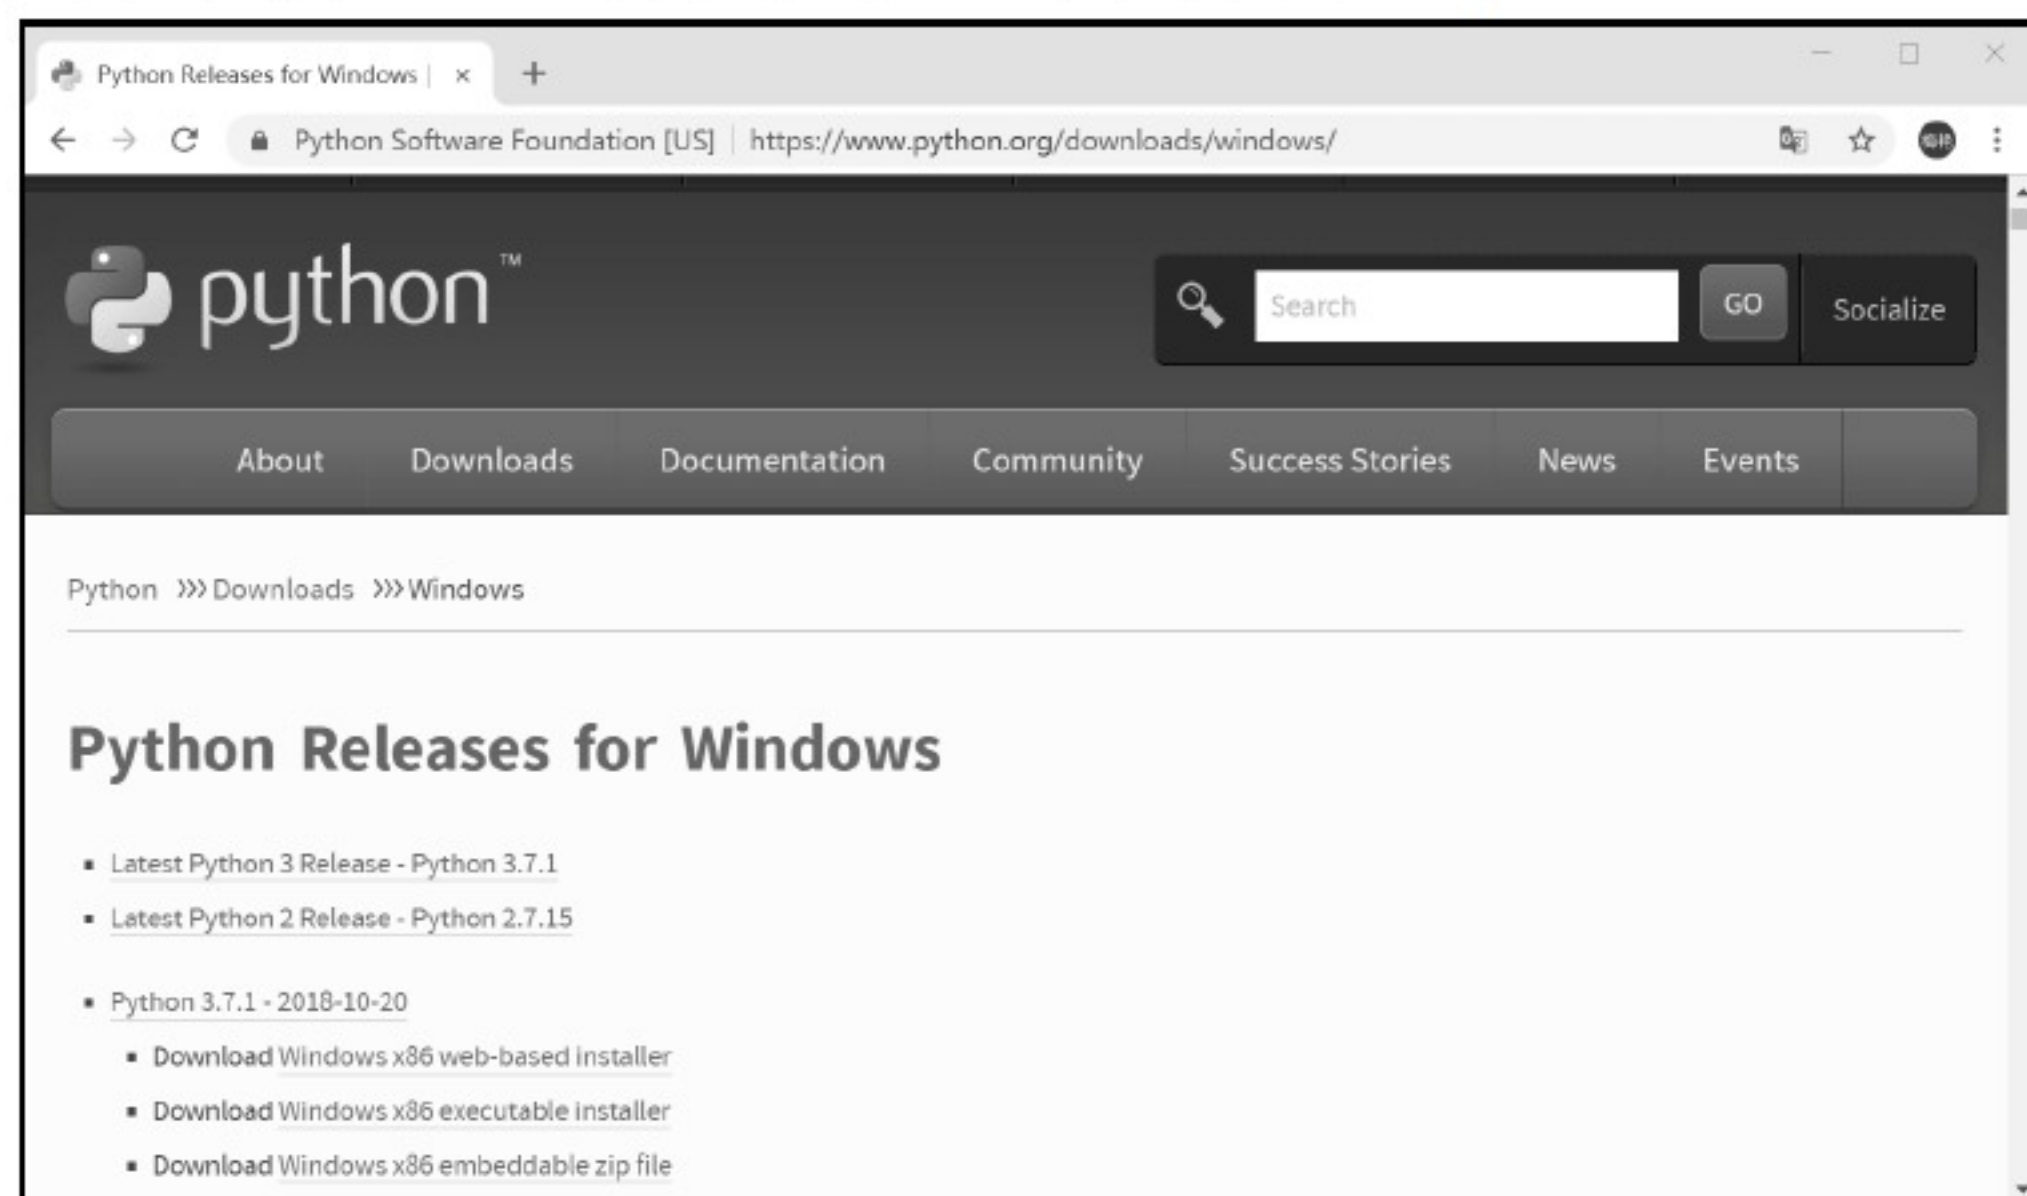 Python Releases for Windows |
Python Software Foundation [US] | https://www.python.org/downloads/windows/
python™
Search
GO
Socialize
About Downloads Documentation Community Success Stories News Events
Python >>> Downloads >>> Windows
Python Releases for Windows
Latest Python 3 Release - Python 3.7.1
Latest Python 2 Release - Python 2.7.15
Python 3.7.1 - 2018-10-20
Download Windows x86 web-based installer
Download Windows x86 executable installer
Download Windows x86 embeddable zip file